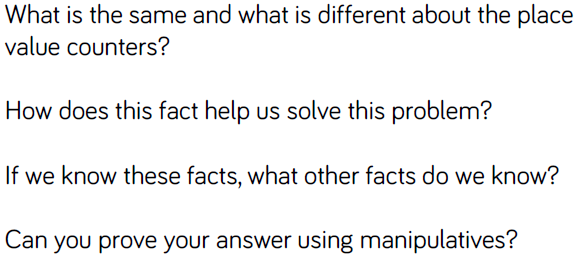 What is the same and what is different about the place
value counters?
How does this fact help us solve this problem?
If we know these facts, what other facts do we know?
Can you prove your answer using manipulatives?